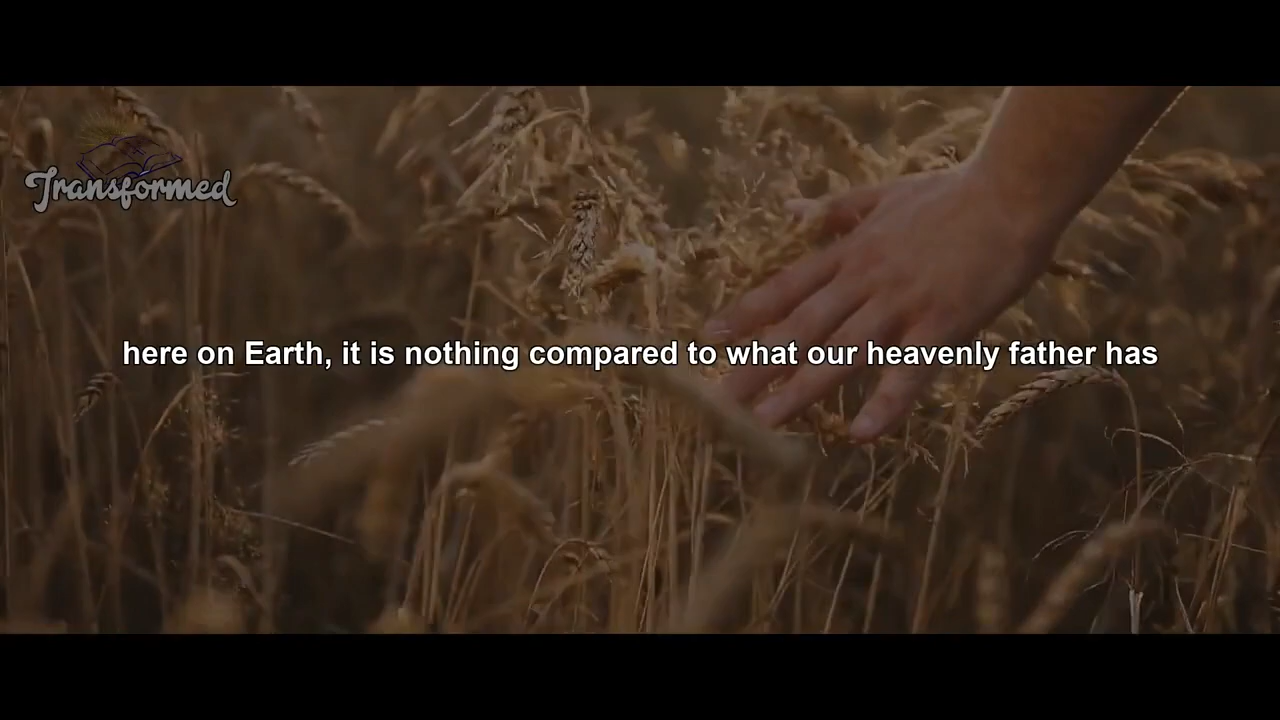 Transformed
here on Earth, it is nothing compared to what our heavenly father has